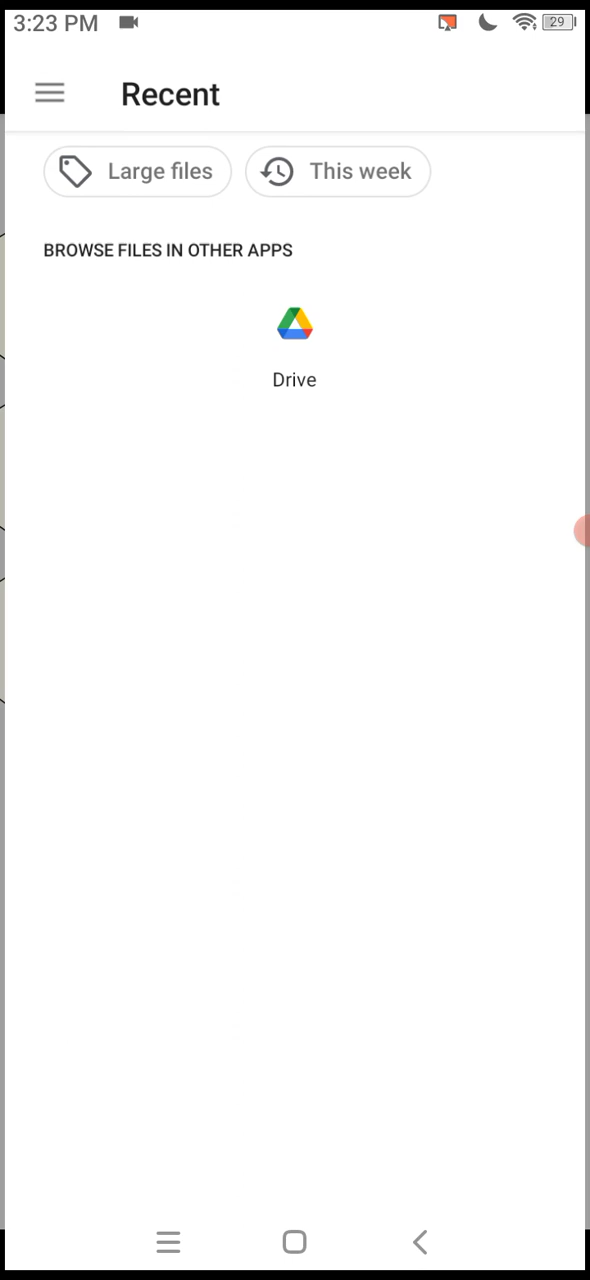 3:23 PM 29
Recent
Large files This week
BROWSE FILES IN OTHER APPS
Drive